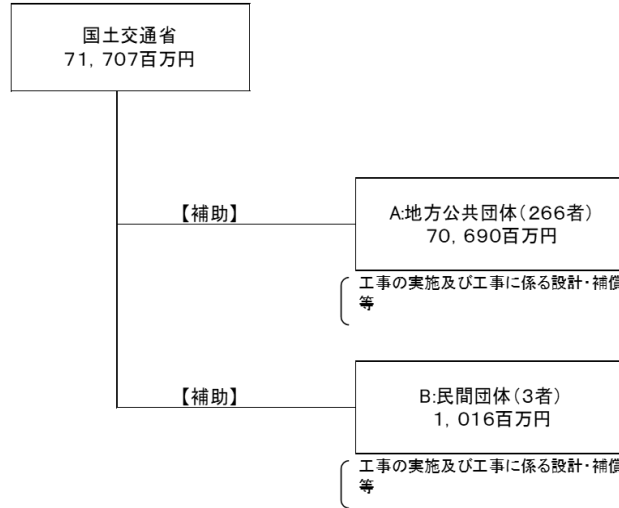 国土交通省
71，707百万円
【補助】
A:地方公共団体（266者）
70，690百万円
工事の実施及び工事に係る設計・補償
等
【補助】
B:民間団体（3者）
1，016百万円
工事の実施及び工事に係る設計・補償
等